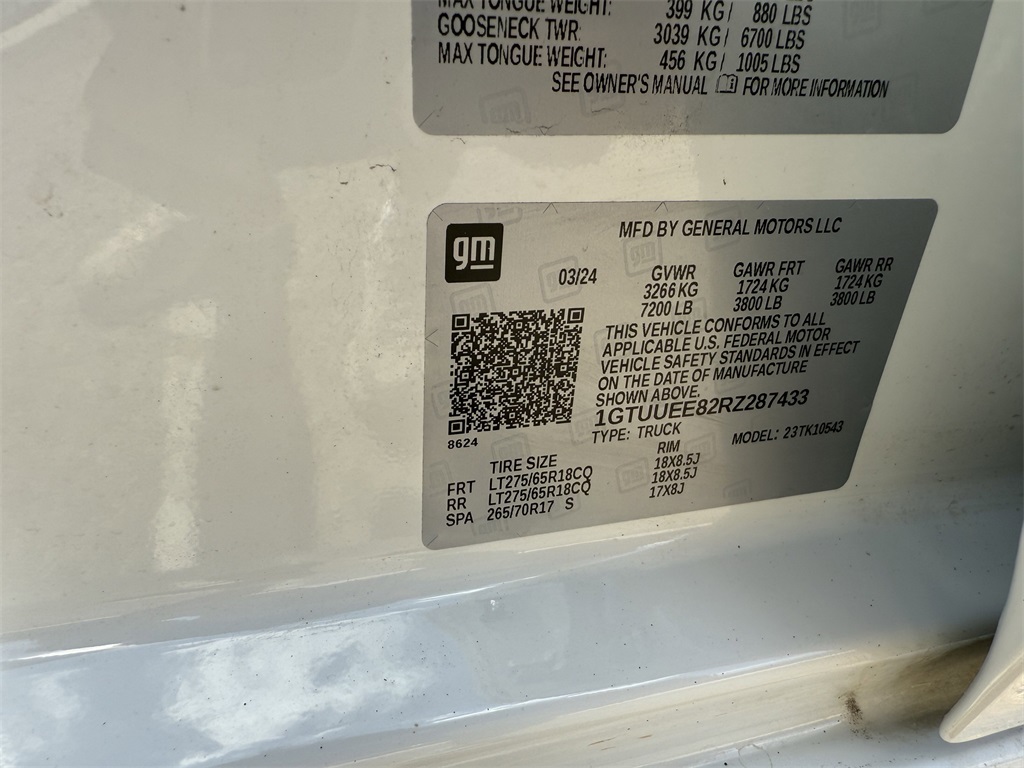 MAX TONGUE WEIGHT: 399 KG/ 880 LBS
GOOSENECK TWR: 3039 KG/ 6700 LBS
MAX TONGUE WEIGHT: 456 KG/ 1005 LBS
SEE OWNER'S MANUAL FOR MORE INFORMATION
gm
MFD BY GENERAL MOTORS LLC
03/24 GVWR GAWR FRT GAWR RR
3266 KG 1724 KG 1724 KG
7200 LB 3800 LB 3800 LB
THIS VEHICLE CONFORMS TO ALL
APPLICABLE U.S. FEDERAL MOTOR
VEHICLE SAFETY STANDARDS IN EFFECT
ON THE DATE OF MANUFACTURE
SHOWN ABOVE.
1GTUUEE82RZ287433
8624
TYPE: TRUCK MODEL: 23TK10543
TIRE SIZE RIM
FRT LT275/65R18CQ 18X8.5J
RR LT275/65R18CQ 18X8.5J
SPA 265/70R17 S 17X8J